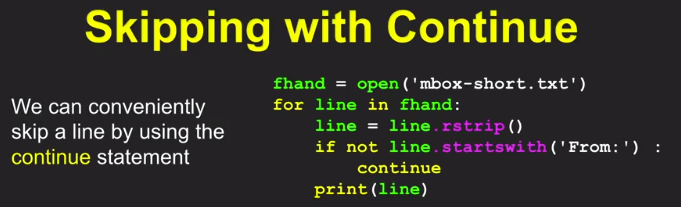 Skipping with Continue
We can conveniently
skip a line by using the
continue statement
fhand = open('mbox-short.txt')
for line in fhand:
    line = line.rstrip()
    if not line.startswith('From:') :
        continue
    print(line)